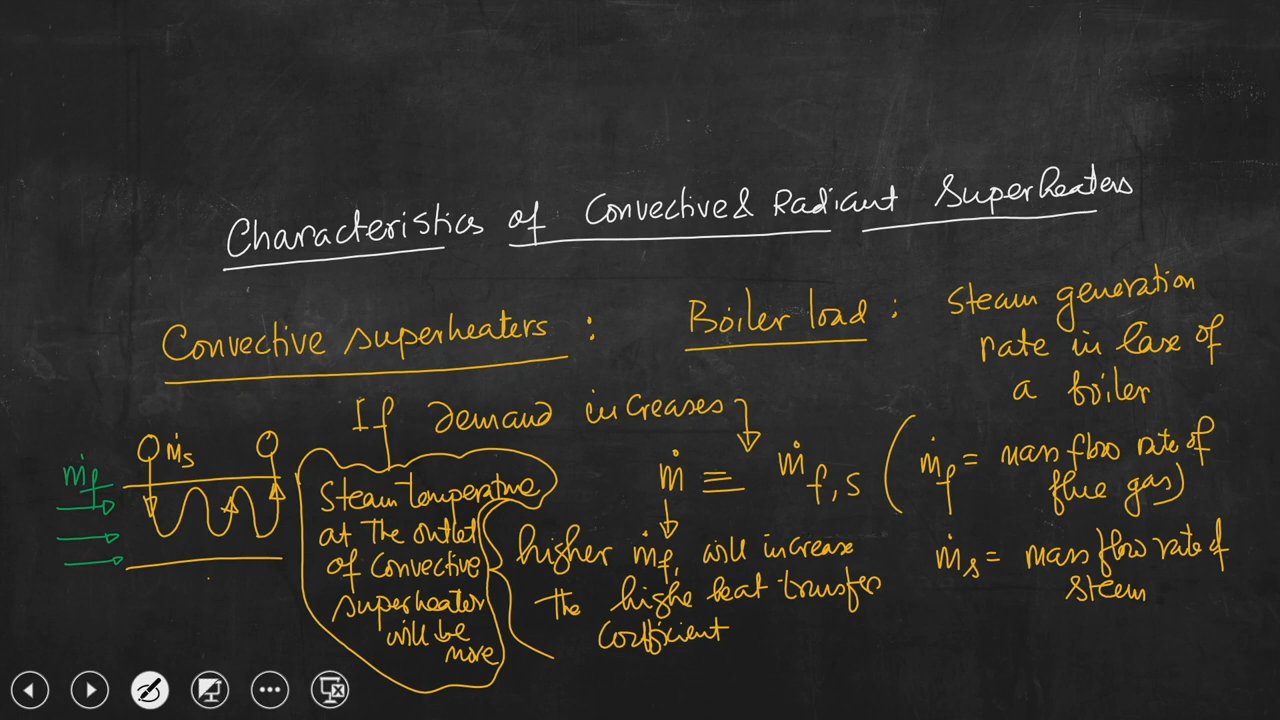 Characteristics of Convective & Radiant Superheaters
Convective superheaters :
Boiler load : Steam generation
rate in case of
a boiler
If demand increases
ṁ ≡ ṁf,s
(ṁf = mass flow rate of
flue gas)
ṁs = mass flow rate of
steam
ṁf
ṁs
Steam temperature
at the outlet
of convective
superheater
will be
more
higher ṁf, will increase
The highe heat transfer
coefficient